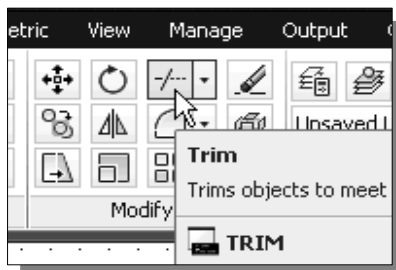 etric View Manage Output
Unsaved L
Trim
Trims objects to meet
Modify
TRIM